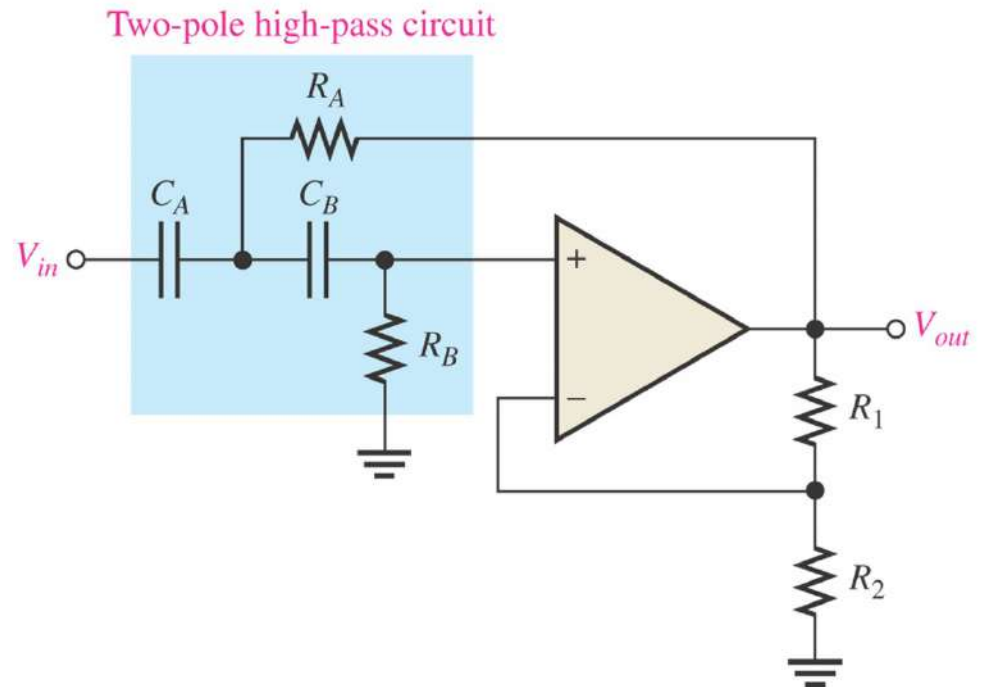 Two-pole high-pass circuit
R_A
C_A
C_B
V_in
+
R_B
V_out
−
R_1
R_2